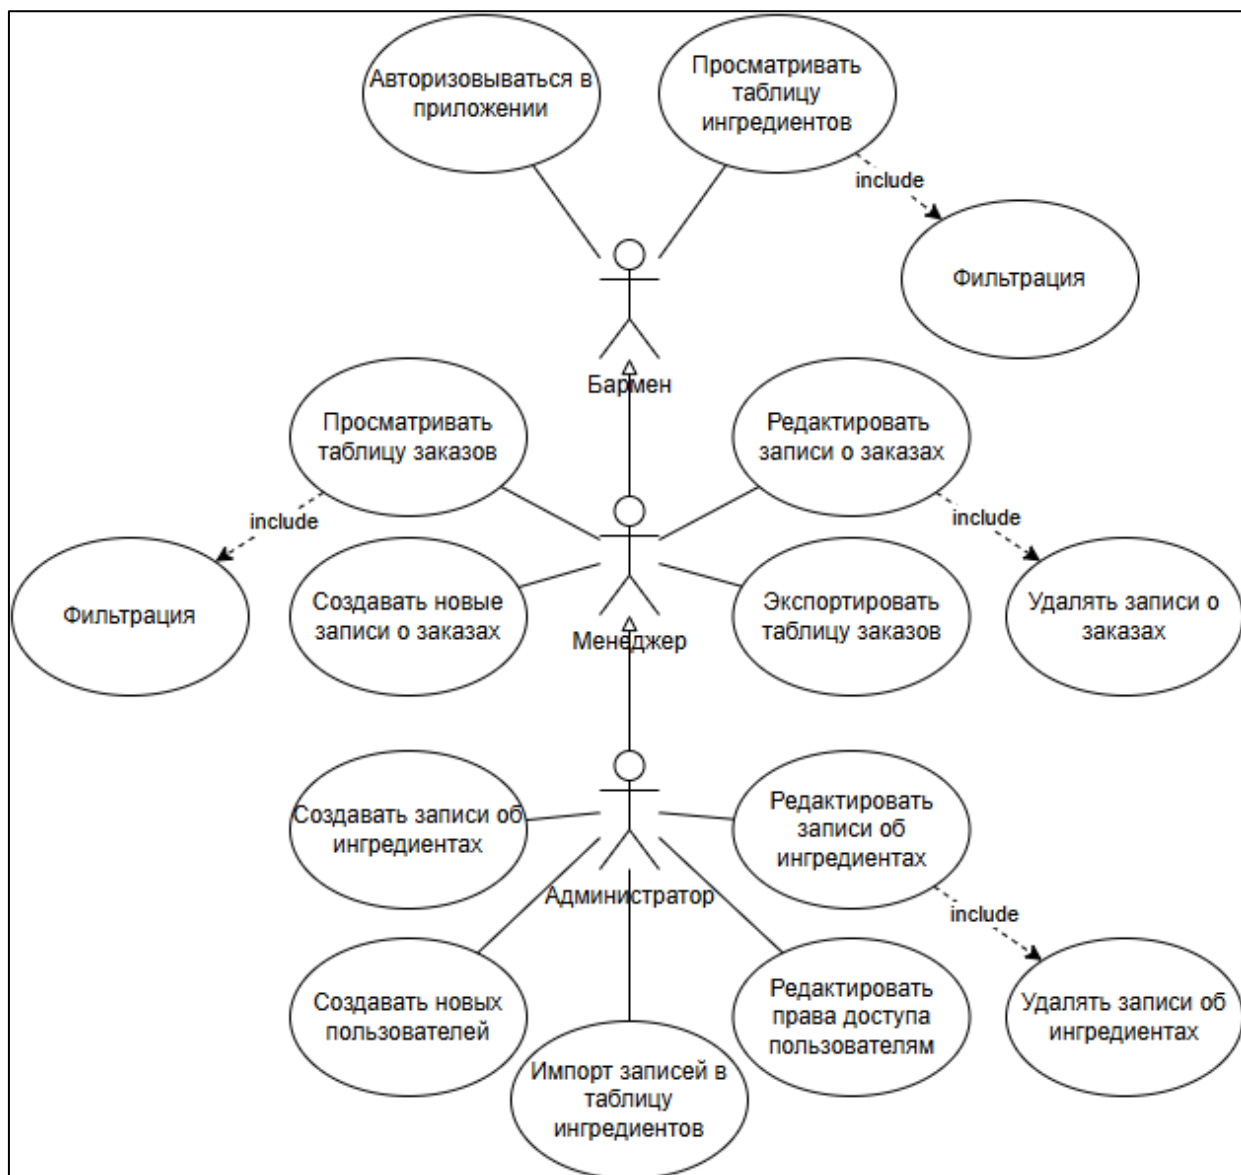 Авторизовываться в
приложении
Просматривать
таблицу
ингредиентов
include
Фильтрация
Бармен
Просматривать
таблицу заказов
Редактировать
записи о заказах
include
include
Фильтрация
Создавать новые
записи о заказах
Менеджер
Экспортировать
таблицу заказов
Удалять записи о
заказах
Создавать записи об
ингредиентах
Редактировать
записи об
ингредиентах
Администратор
include
Создавать новых
пользователей
Импорт записей в
таблицу
ингредиентов
Редактировать
права доступа
пользователям
Удалять записи об
ингредиентах